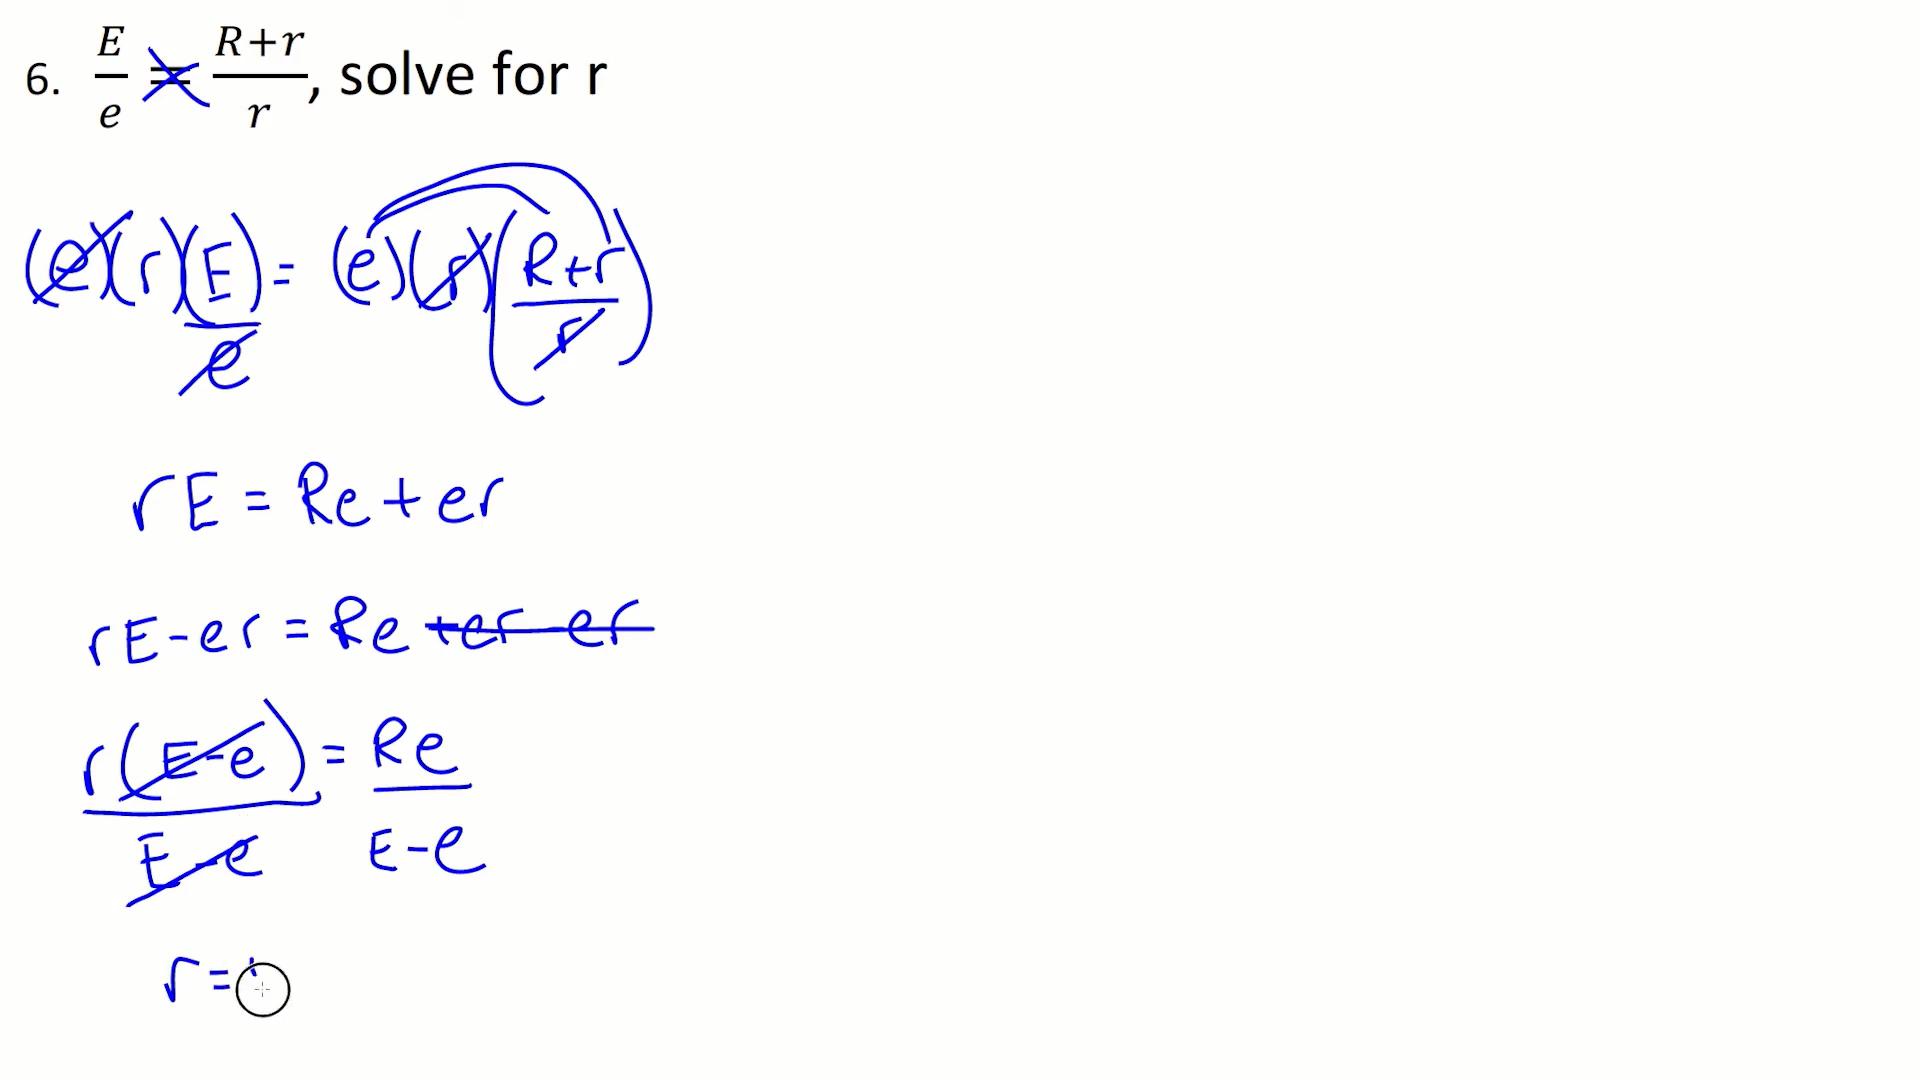 6. E/e = R+r/r, solve for r
(e)(r)(E/e) = (e)(r)(R+r/r)
rE = Re + er
rE - er = Re + er - er
r(E-e)/E-e = Re/E-e
r =